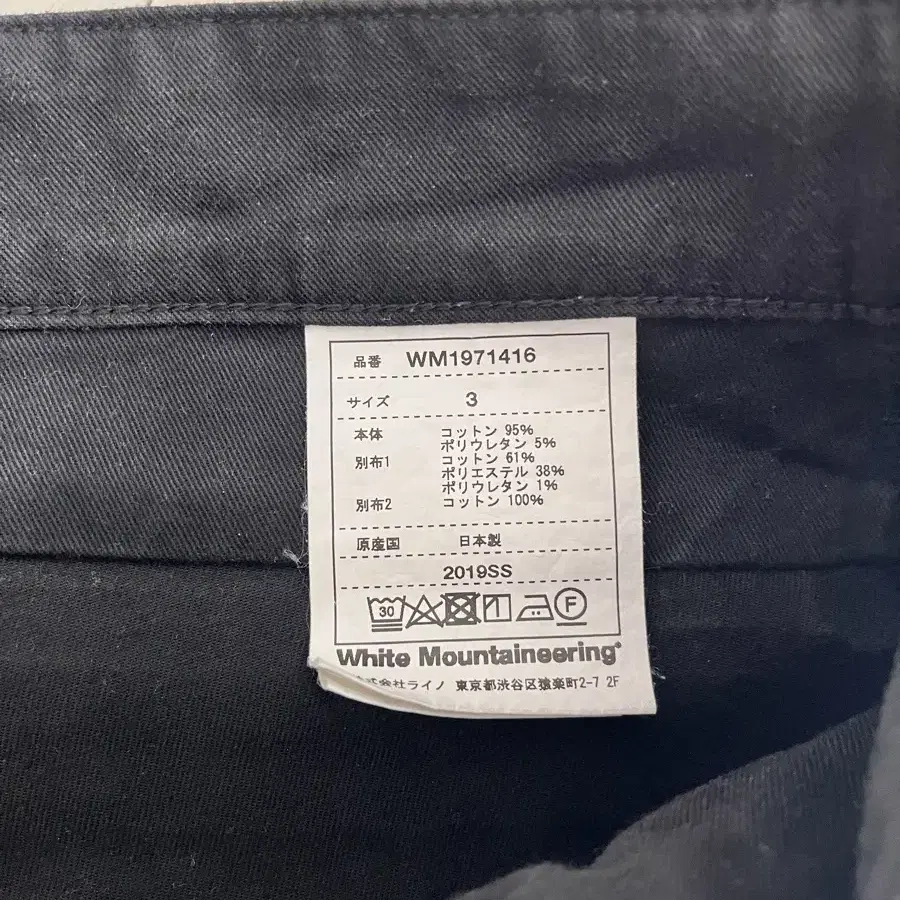 品番 WM1971416
サイズ 3
本体 コットン 95%
ポリウレタン 5%
別布1 コットン 61%
ポリエステル 38%
ポリウレタン 1%
別布2 コットン 100%
原産国 日本製
2019SS
30 F
White Mountaineering
式会社ライノ 東京都渋谷区猿楽町2-7 2F